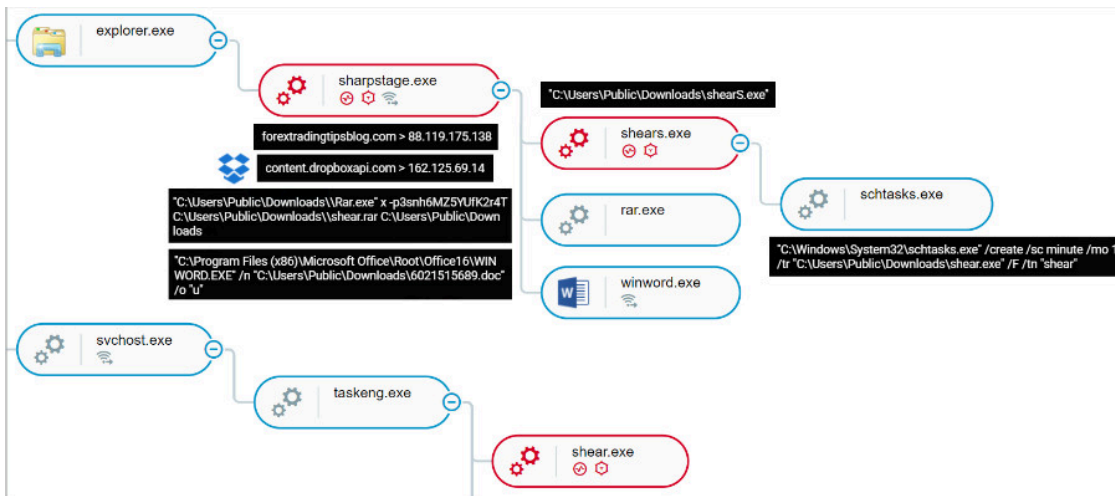 explorer.exe
sharpstage.exe
"C:\Users\Public\Downloads\shearS.exe"
forextradingtipsblog.com > 88.119.175.138
shears.exe
content.dropboxapi.com > 162.125.69.14
schtasks.exe
"C:\Users\Public\Downloads\\Rar.exe" x -p3snh6MZ5YUfK2r4T
C:\Users\Public\Downloads\\shear.rar C:\Users\Public\Down
loads
rar.exe
"C:\Windows\System32\schtasks.exe" /create /sc minute /mo 1
/tr "C:\Users\Public\Downloads\shear.exe" /F /tn "shear"
"C:\Program Files (x86)\Microsoft Office\Root\Office16\WIN
WORD.EXE" /n "C:\Users\Public\Downloads\6021515689.doc"
/o "u"
W
winword.exe
svchost.exe
taskeng.exe
shear.exe